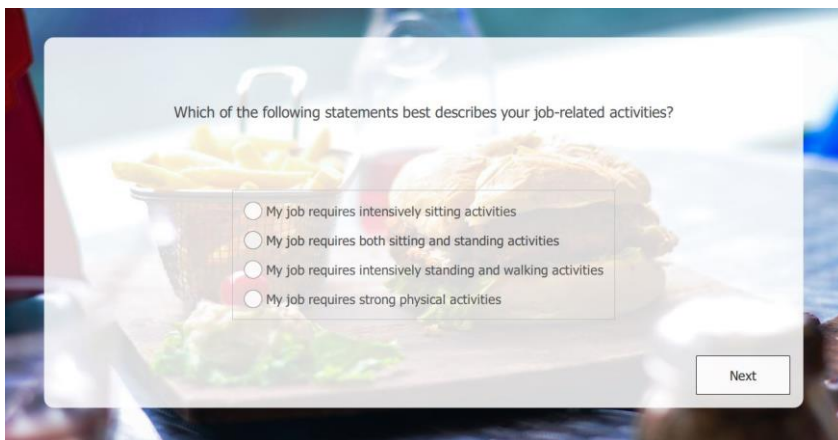 Which of the following statements best describes your job-related activities?
My job requires intensively sitting activities
My job requires both sitting and standing activities
My job requires intensively standing and walking activities
My job requires strong physical activities
Next